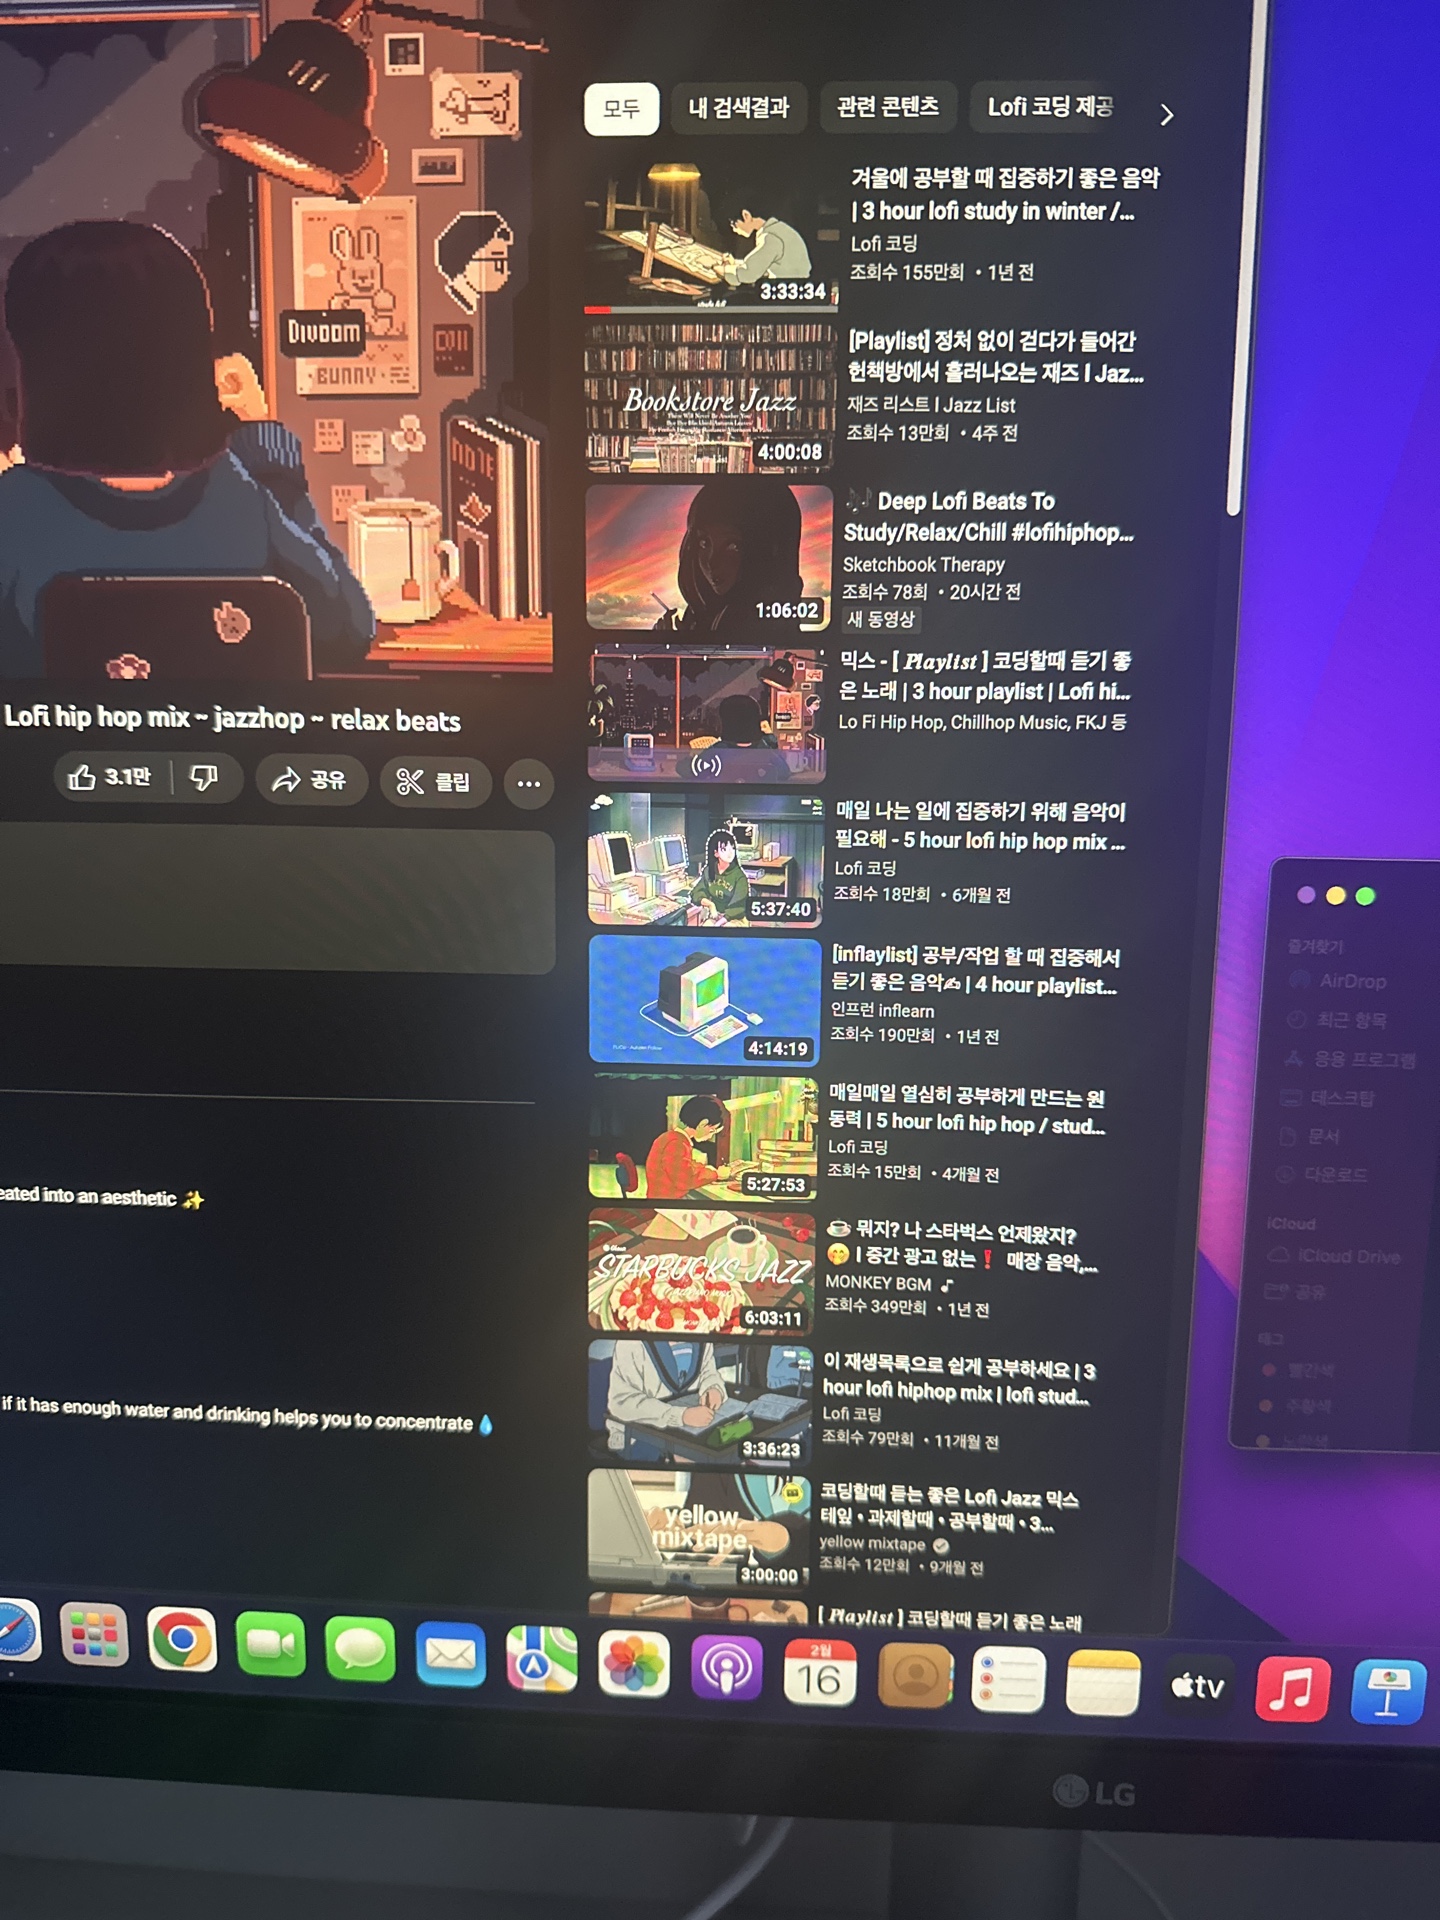 모두
내 검색결과
관련 콘텐츠
Lofi 코딩 제공
Divoom
BUNNY
NOTE
겨울에 공부할 때 집중하기 좋은 음악
| 3 hour lofi study in winter /...
Lofi 코딩
조회수 155만회 • 1년 전
3:33:34
[Playlist] 정처 없이 걷다가 들어간
헌책방에서 흘러나오는 재즈 l Jaz...
재즈 리스트 l Jazz List
조회수 13만회 • 4주 전
Bookstore Jazz
4:00:08
🎶 Deep Lofi Beats To
Study/Relax/Chill #lofihiphop...
Sketchbook Therapy
조회수 78회 • 20시간 전
새 동영상
1:06:02
믹스 - [ Playlist ] 코딩할때 듣기 좋
은 노래 | 3 hour playlist | Lofi hi...
Lo Fi Hip Hop, Chillhop Music, FKJ 등
Lofi hip hop mix ~ jazzhop ~ relax beats
3.1만
공유
클립
매일 나는 일에 집중하기 위해 음악이
필요해 - 5 hour lofi hip hop mix ...
Lofi 코딩
조회수 18만회 • 6개월 전
5:37:40
[inflaylist] 공부/작업 할 때 집중해서
듣기 좋은 음악✍ | 4 hour playlist...
인프런 inflearn
조회수 190만회 • 1년 전
4:14:19
매일매일 열심히 공부하게 만드는 원
동력 | 5 hour lofi hip hop / stud...
Lofi 코딩
조회수 15만회 • 4개월 전
5:27:53
eated into an aesthetic ✨
☕ 뭐지? 나 스타벅스 언제왔지?
🤭 l 중간 광고 없는❗ 매장 음악,...
MONKEY BGM ♪
조회수 349만회 • 1년 전
STARBUCKS JAZZ
6:03:11
이 재생목록으로 쉽게 공부하세요 | 3
hour lofi hiphop mix | lofi stud...
Lofi 코딩
조회수 79만회 • 11개월 전
3:36:23
if it has enough water and drinking helps you to concentrate 💧
코딩할때 듣는 좋은 Lofi Jazz 믹스
테잎 • 과제할때 • 공부할때 • 3...
yellow mixtape
조회수 12만회 • 9개월 전
yellow
mixtape.
3:00:00
[ Playlist ] 코딩할때 듣기 좋은 노래
즐겨찾기
AirDrop
최근 항목
응용 프로그램
데스크탑
문서
다운로드
iCloud
iCloud Drive
공유
태그
빨간색
주황색
노란색
2월
16
tv
LG